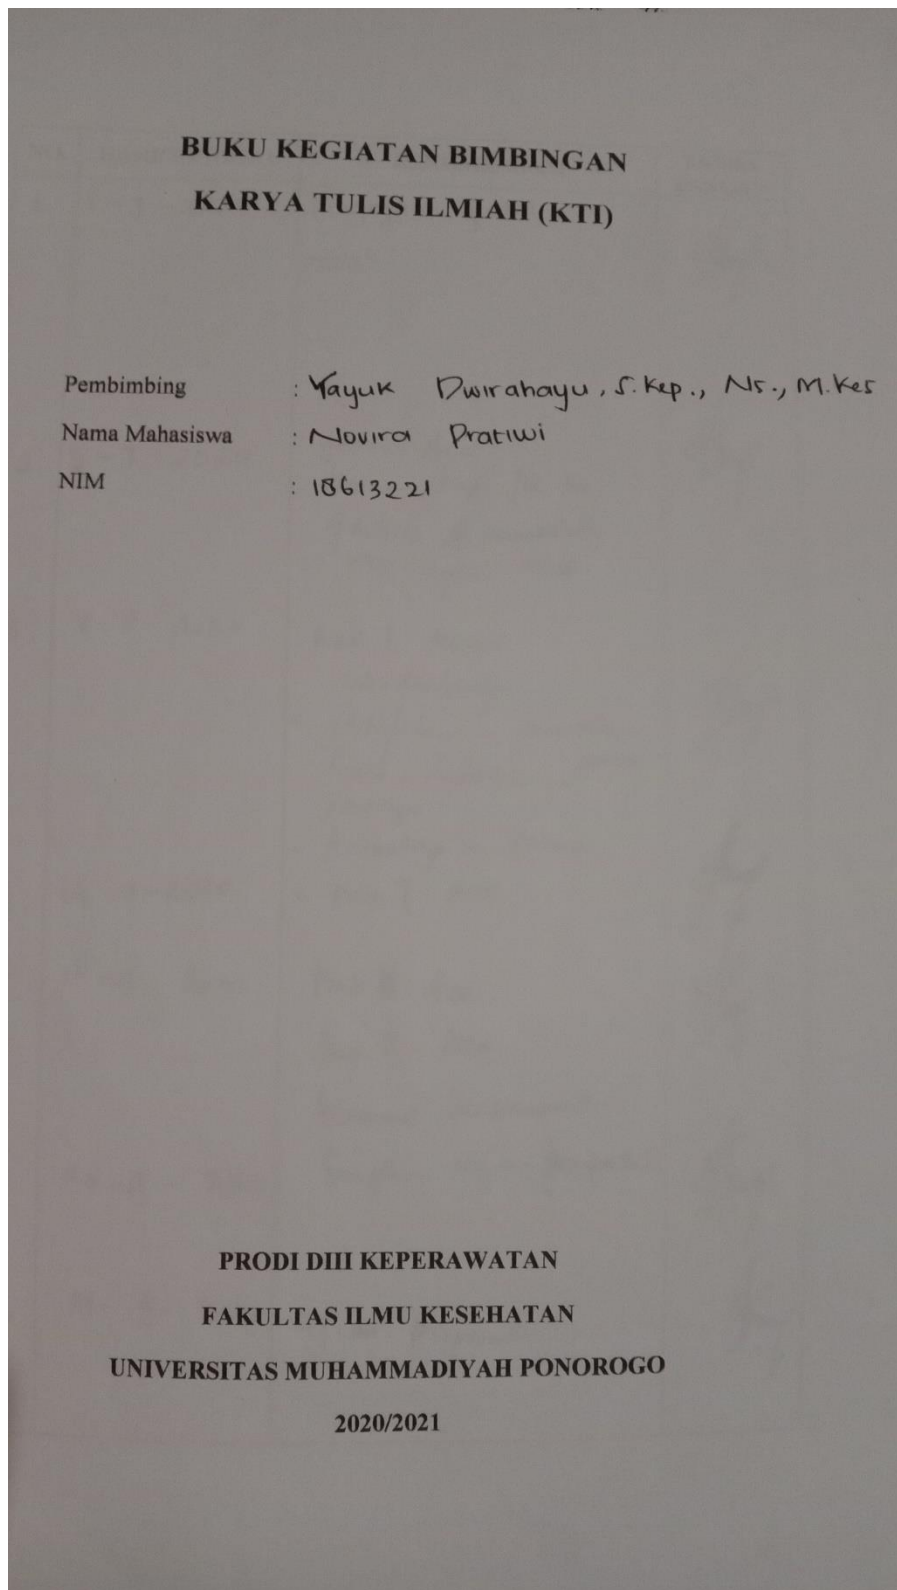 BUKU KEGIATAN BIMBINGAN
KARYA TULIS ILMIAH (KTI)
Pembimbing : Yayuk Dwirahayu, S.Kep., Ns., M.Kes
Nama Mahasiswa : Novira Pratiwi
NIM : 18613221
PRODI DIII KEPERAWATAN
FAKULTAS ILMU KESEHATAN
UNIVERSITAS MUHAMMADIYAH PONOROGO
2020/2021